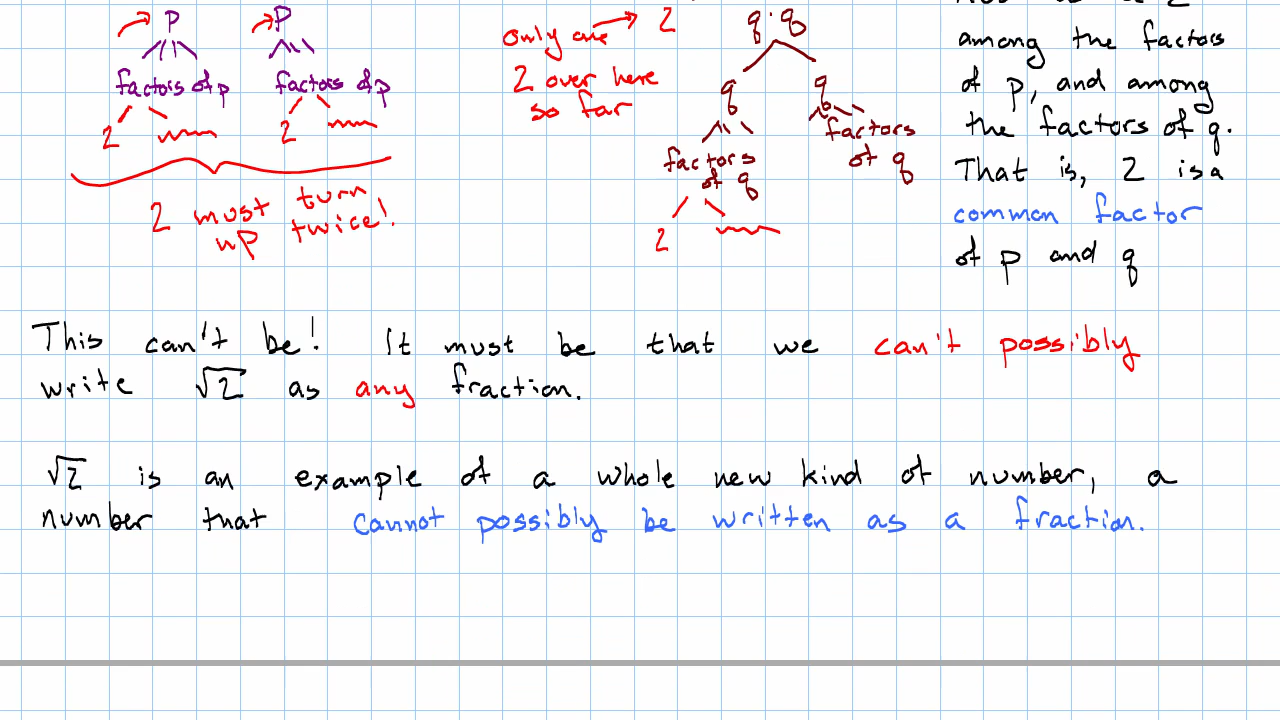 p p
factors of p factors of p
2 2
2 must turn
up twice!
only one 2
2 over here
so far
q·q
q q
factors
of q
factors
of q
2
among the factors
of p, and among
the factors of q.
That is, 2 is a
common factor
of p and q
This can't be! It must be that we can't possibly
write √2 as any fraction.
√2 is an example of a whole new kind of number, a
number that cannot possibly be written as a fraction.